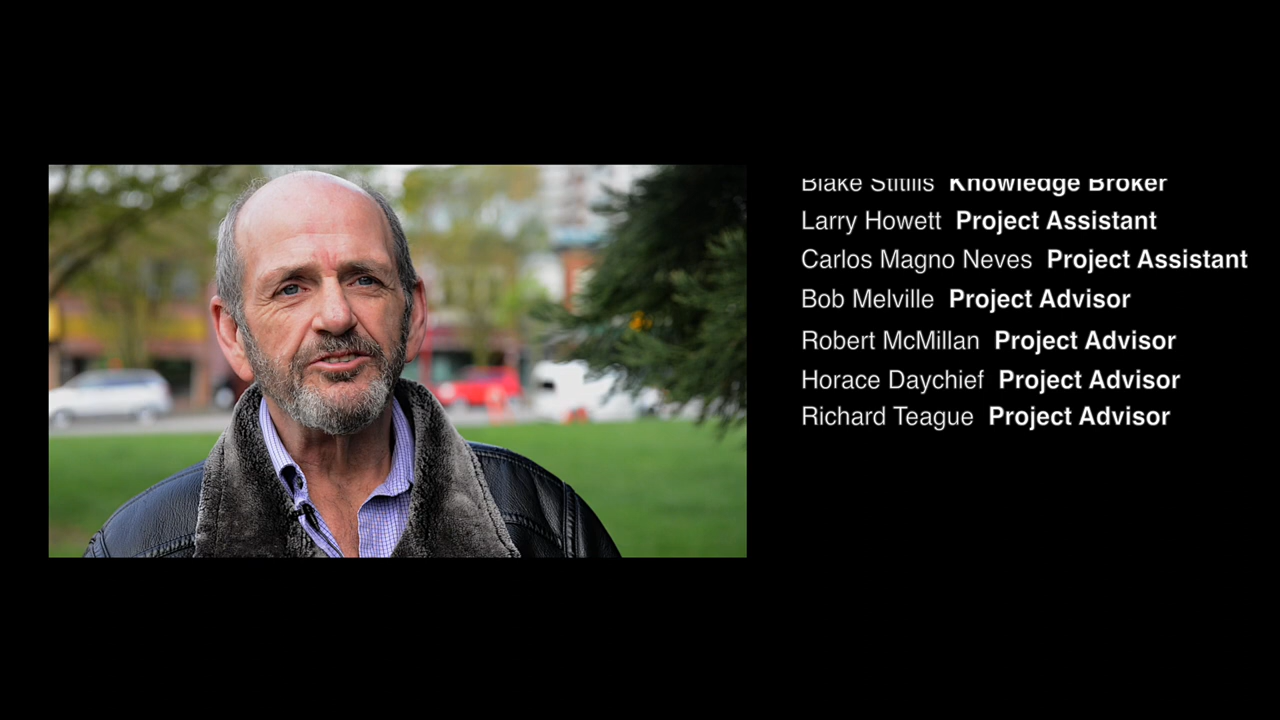 Blake Stitilis Knowledge Broker
Larry Howett Project Assistant
Carlos Magno Neves Project Assistant
Bob Melville Project Advisor
Robert McMillan Project Advisor
Horace Daychief Project Advisor
Richard Teague Project Advisor